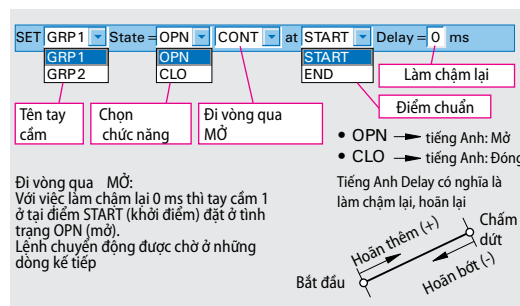 SET GRP1 State = OPN CONT at START Delay = 0 ms
GRP1 OPN START
GRP2 CLO END
Làm chậm lại
Điểm chuẩn
Tên tay
cầm
Chọn
chức năng
Đi vòng qua
MỞ
• OPN → tiếng Anh: Mở
• CLO → tiếng Anh: Đóng
Đi vòng qua MỞ:
Với việc làm chậm lại 0 ms thì tay cầm 1
ở tại điểm START (khởi điểm) đặt ở tình
trạng OPN (mở).
Lệnh chuyển động được chờ ở những
dòng kế tiếp
Tiếng Anh Delay có nghĩa là
làm chậm lại, hoãn lại
Hoãn thêm (+)
Chấm
dứt
Hoãn bớt (-)
Bắt đầu